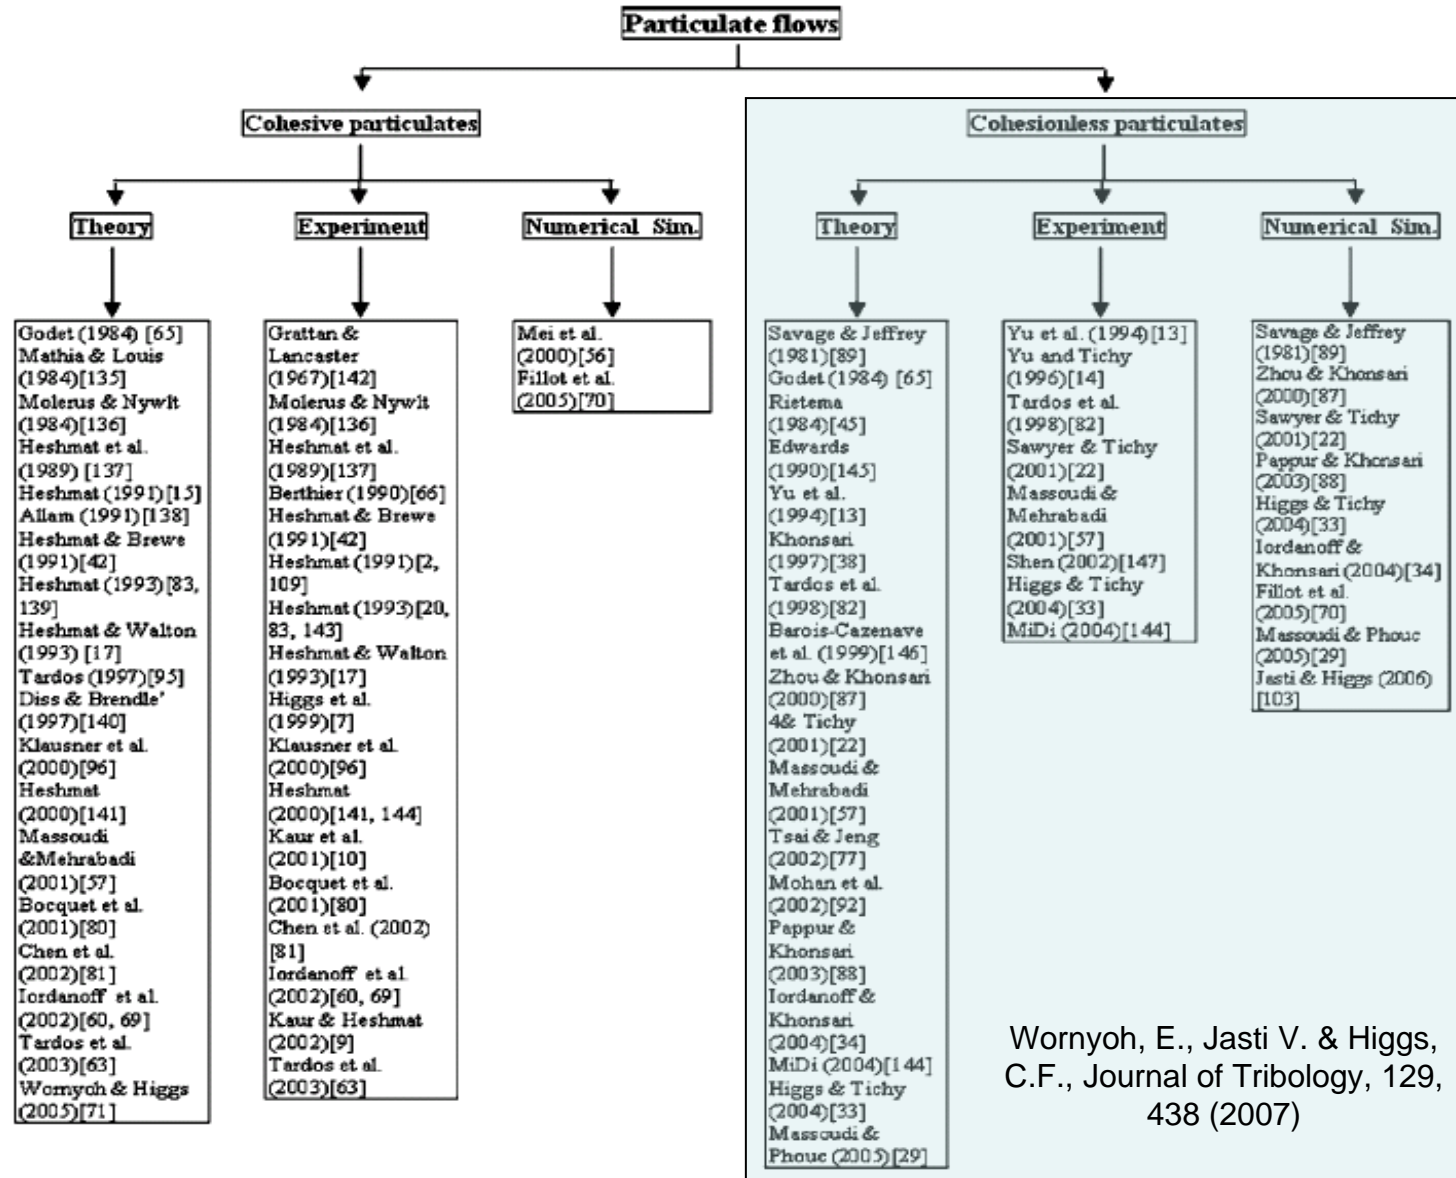 Particulate flows
Cohesive particulates
Theory
Godet (1984) [65]
Mathia & Louis
(1984)[135]
Molerus & Nywlt
(1984)[136]
Heshmat et al.
(1989) [137]
Heshmat (1991)[15]
Allam (1991)[138]
Heshmat & Brewe
(1991)[42]
Heshmat (1993)[83,
139]
Heshmat & Walton
(1993) [17]
Tardos (1997)[95]
Diss & Brendle'
(1997)[140]
Klausner et al.
(2000)[96]
Heshmat
(2000)[141]
Massoudi
&Mehrabadi
(2001)[57]
Bocquet et al.
(2001)[80]
Chen et al.
(2002)[81]
Iordanoff et al.
(2002)[60, 69]
Tardos et al.
(2003)[63]
Wornyoh & Higgs
(2005)[71]
Experiment
Grattan &
Lancaster
(1967)[142]
Molerus & Nywlt
(1984)[136]
Heshmat et al.
(1989)[137]
Berthier (1990)[66]
Heshmat & Brewe
(1991)[42]
Heshmat (1991)[2,
109]
Heshmat (1993)[20,
83, 143]
Heshmat & Walton
(1993)[17]
Higgs et al.
(1999)[7]
Klausner et al.
(2000)[96]
Heshmat
(2000)[141, 144]
Kaur et al.
(2001)[10]
Bocquet et al.
(2001)[80]
Chen et al. (2002)
[81]
Iordanoff et al.
(2002)[60, 69]
Kaur & Heshmat
(2002)[9]
Tardos et al.
(2003)[63]
Numerical Sim.
Mei et al.
(2000)[56]
Fillot et al.
(2005)[70]
Cohesionless particulates
Theory
Savage & Jeffrey
(1981)[89]
Godet (1984) [65]
Rietema
(1984)[45]
Edwards
(1990)[145]
Yu et al.
(1994)[13]
Khonsari
(1997)[38]
Tardos et al.
(1998)[82]
Barois-Cazenave
et al. (1999)[146]
Zhou & Khonsari
(2000)[87]
4& Tichy
(2001)[22]
Massoudi &
Mehrabadi
(2001)[57]
Tsai & Jeng
(2002)[77]
Mohan et al.
(2002)[92]
Pappur &
Khonsari
(2003)[88]
Iordanoff &
Khonsari
(2004)[34]
MiDi (2004)[144]
Higgs & Tichy
(2004)[33]
Massoudi &
Phouc (2005)[29]
Experiment
Yu et al. (1994)[13]
Yu and Tichy
(1996)[14]
Tardos et al.
(1998)[82]
Sawyer & Tichy
(2001)[22]
Massoudi &
Mehrabadi
(2001)[57]
Shen (2002)[147]
Higgs & Tichy
(2004)[33]
MiDi (2004)[144]
Numerical Sim.
Savage & Jeffrey
(1981)[89]
Zhou & Khonsari
(2000)[87]
Sawyer & Tichy
(2001)[22]
Pappur & Khonsari
(2003)[88]
Higgs & Tichy
(2004)[33]
Iordanoff &
Khonsari (2004)[34]
Fillot et al.
(2005)[70]
Massoudi & Phouc
(2005)[29]
Jasti & Higgs (2006)
[103]
Wornyoh, E., Jasti V. & Higgs,
C.F., Journal of Tribology, 129,
438 (2007)